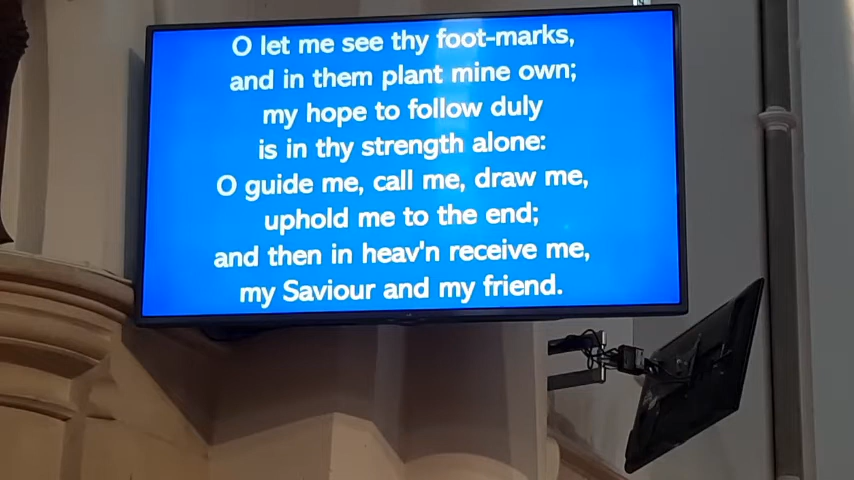 O let me see thy foot-marks,
and in them plant mine own;
my hope to follow duly
is in thy strength alone:
O guide me, call me, draw me,
uphold me to the end;
and then in heav'n receive me,
my Saviour and my friend.